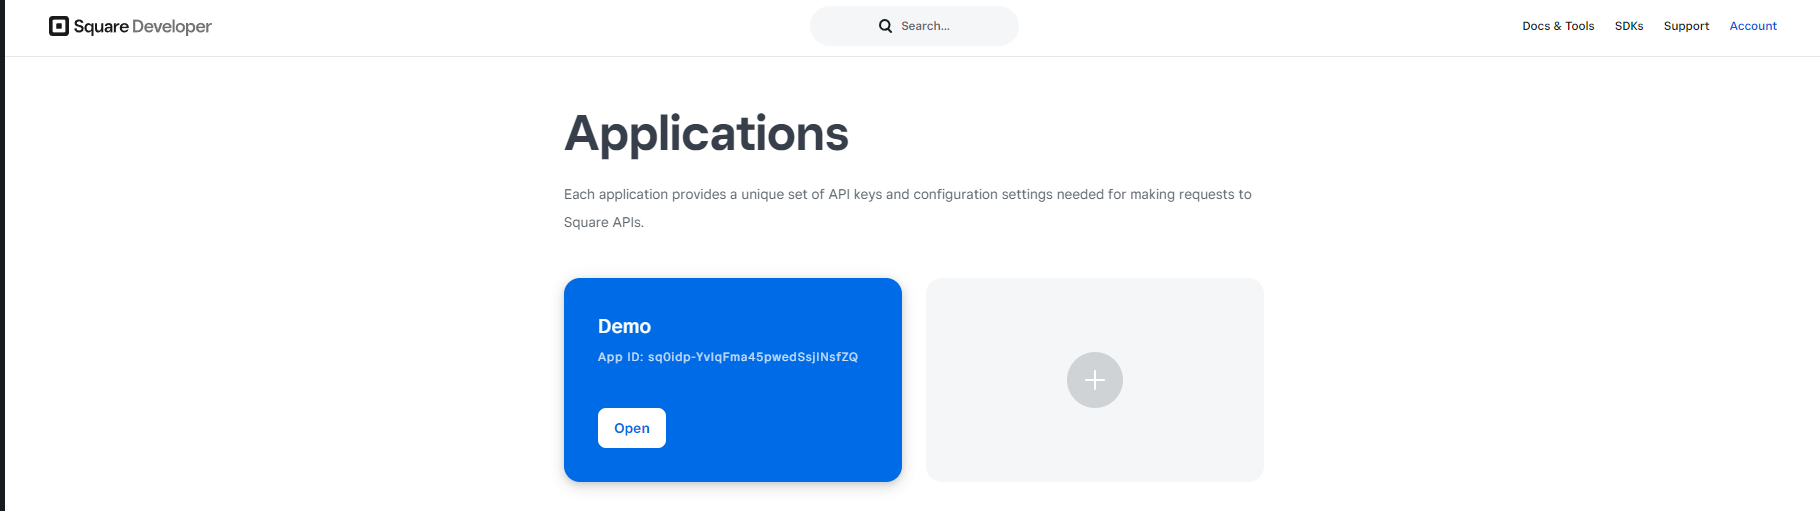 Square Developer
Search...
Docs & Tools
SDKs
Support
Account
Applications
Each application provides a unique set of API keys and configuration settings needed for making requests to
Square APIs.
Demo
App ID: sq0idp-YvIqFma45pwedSsjINsfZQ
Open